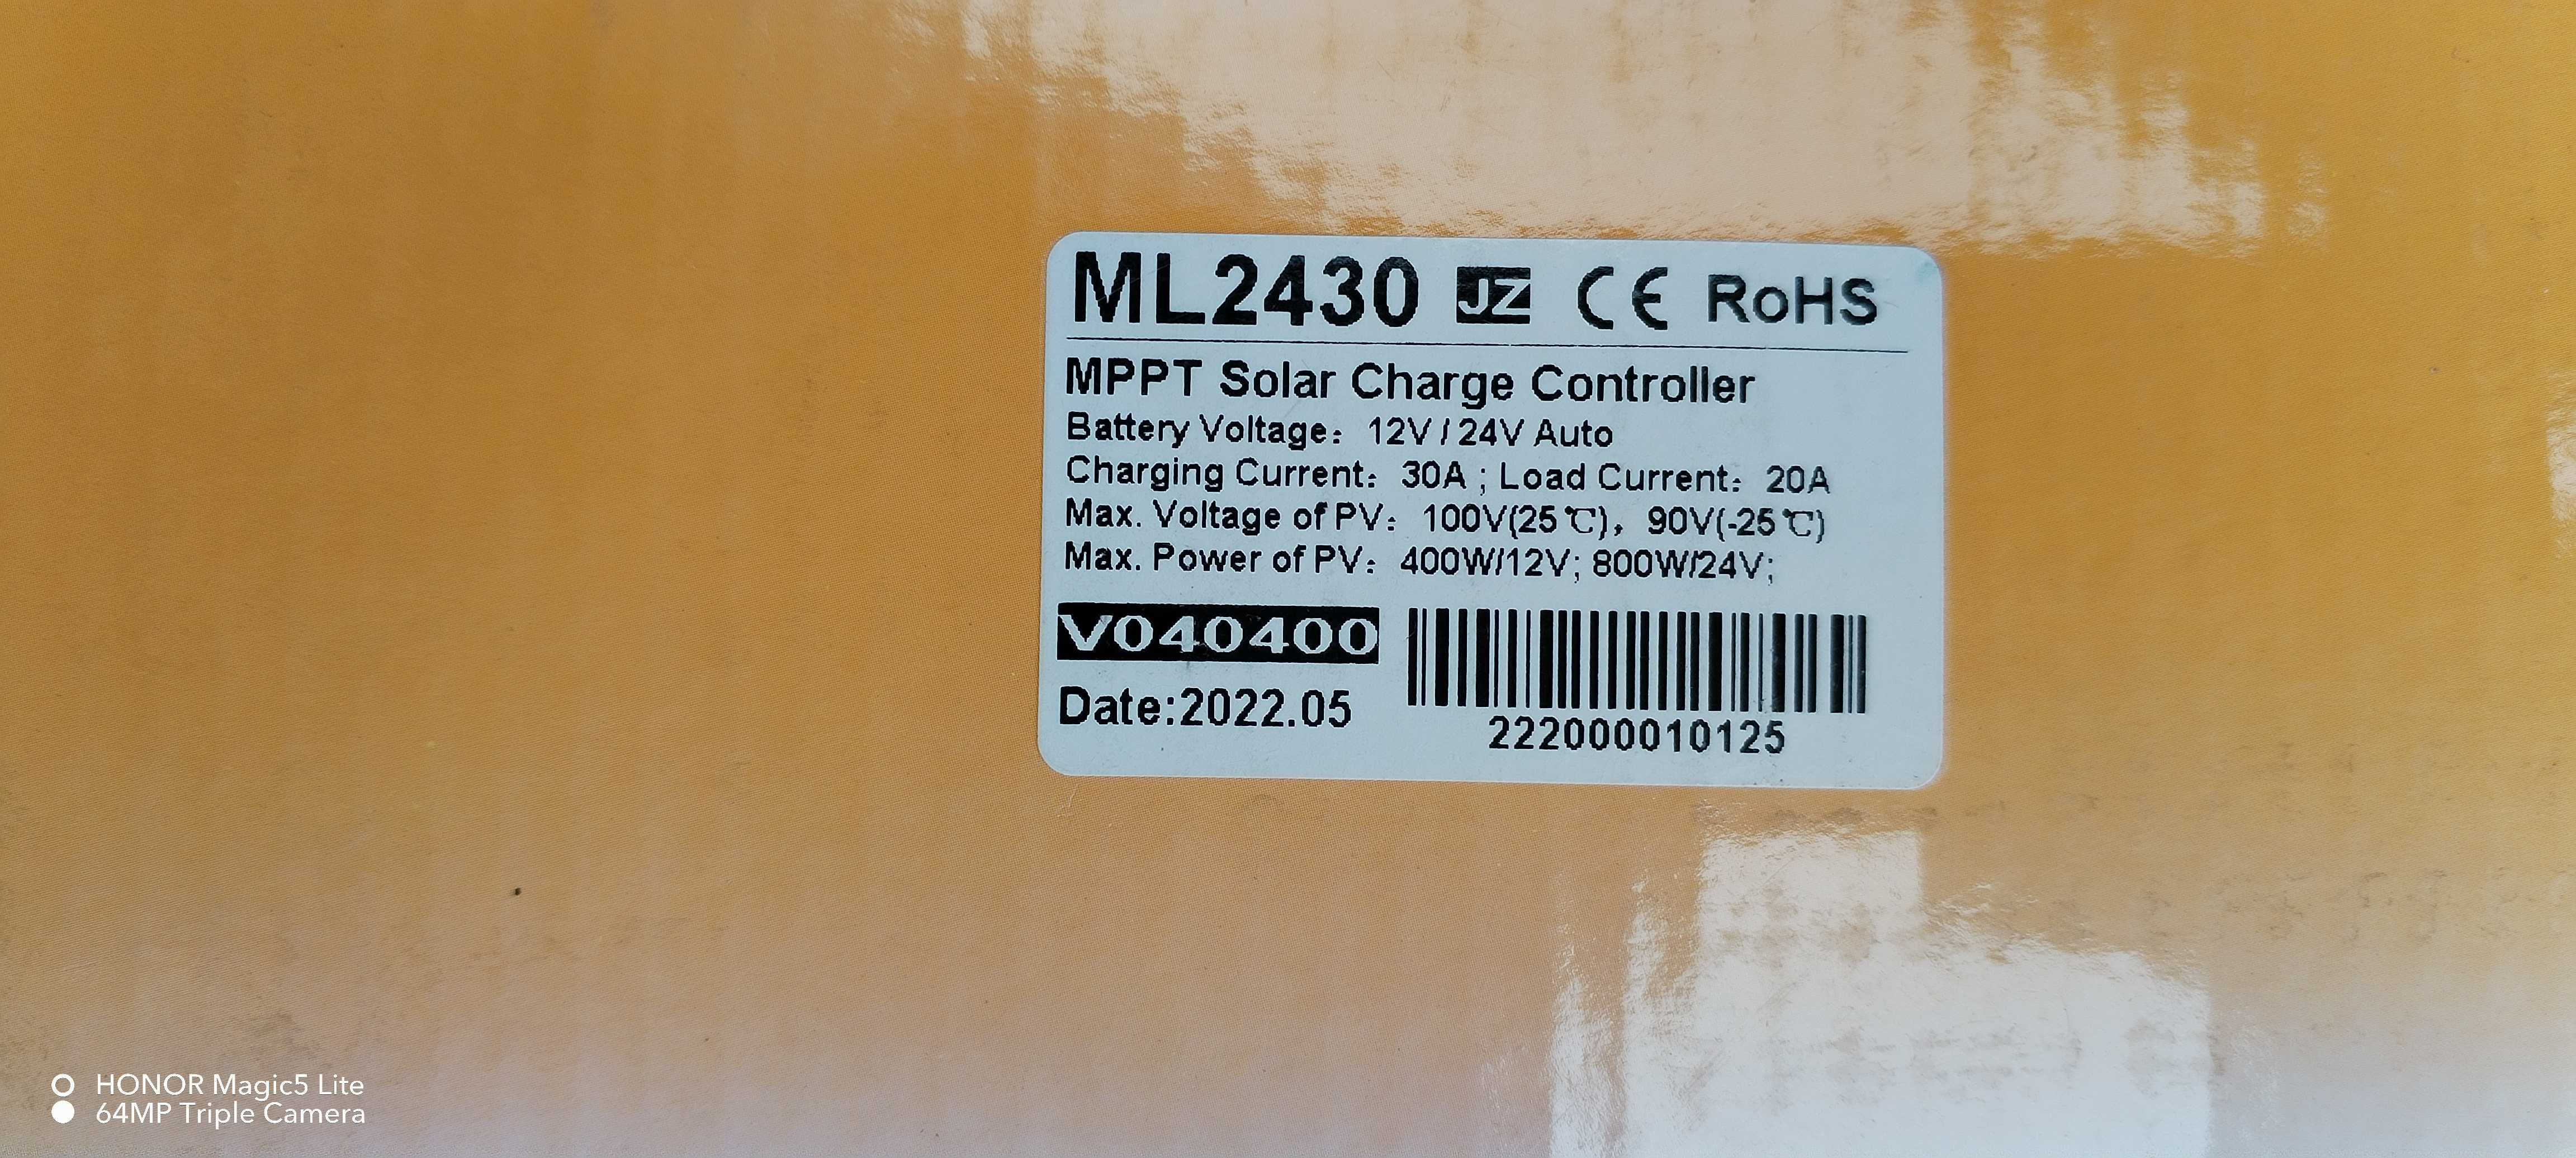 ML2430 JZ CE RoHS
MPPT Solar Charge Controller
Battery Voltage： 12V / 24V Auto
Charging Current： 30A ; Load Current： 20A
Max. Voltage of PV： 100V(25℃)， 90V(-25℃)
Max. Power of PV： 400W/12V; 800W/24V;
V040400
Date:2022.05
222000010125
HONOR Magic5 Lite
64MP Triple Camera